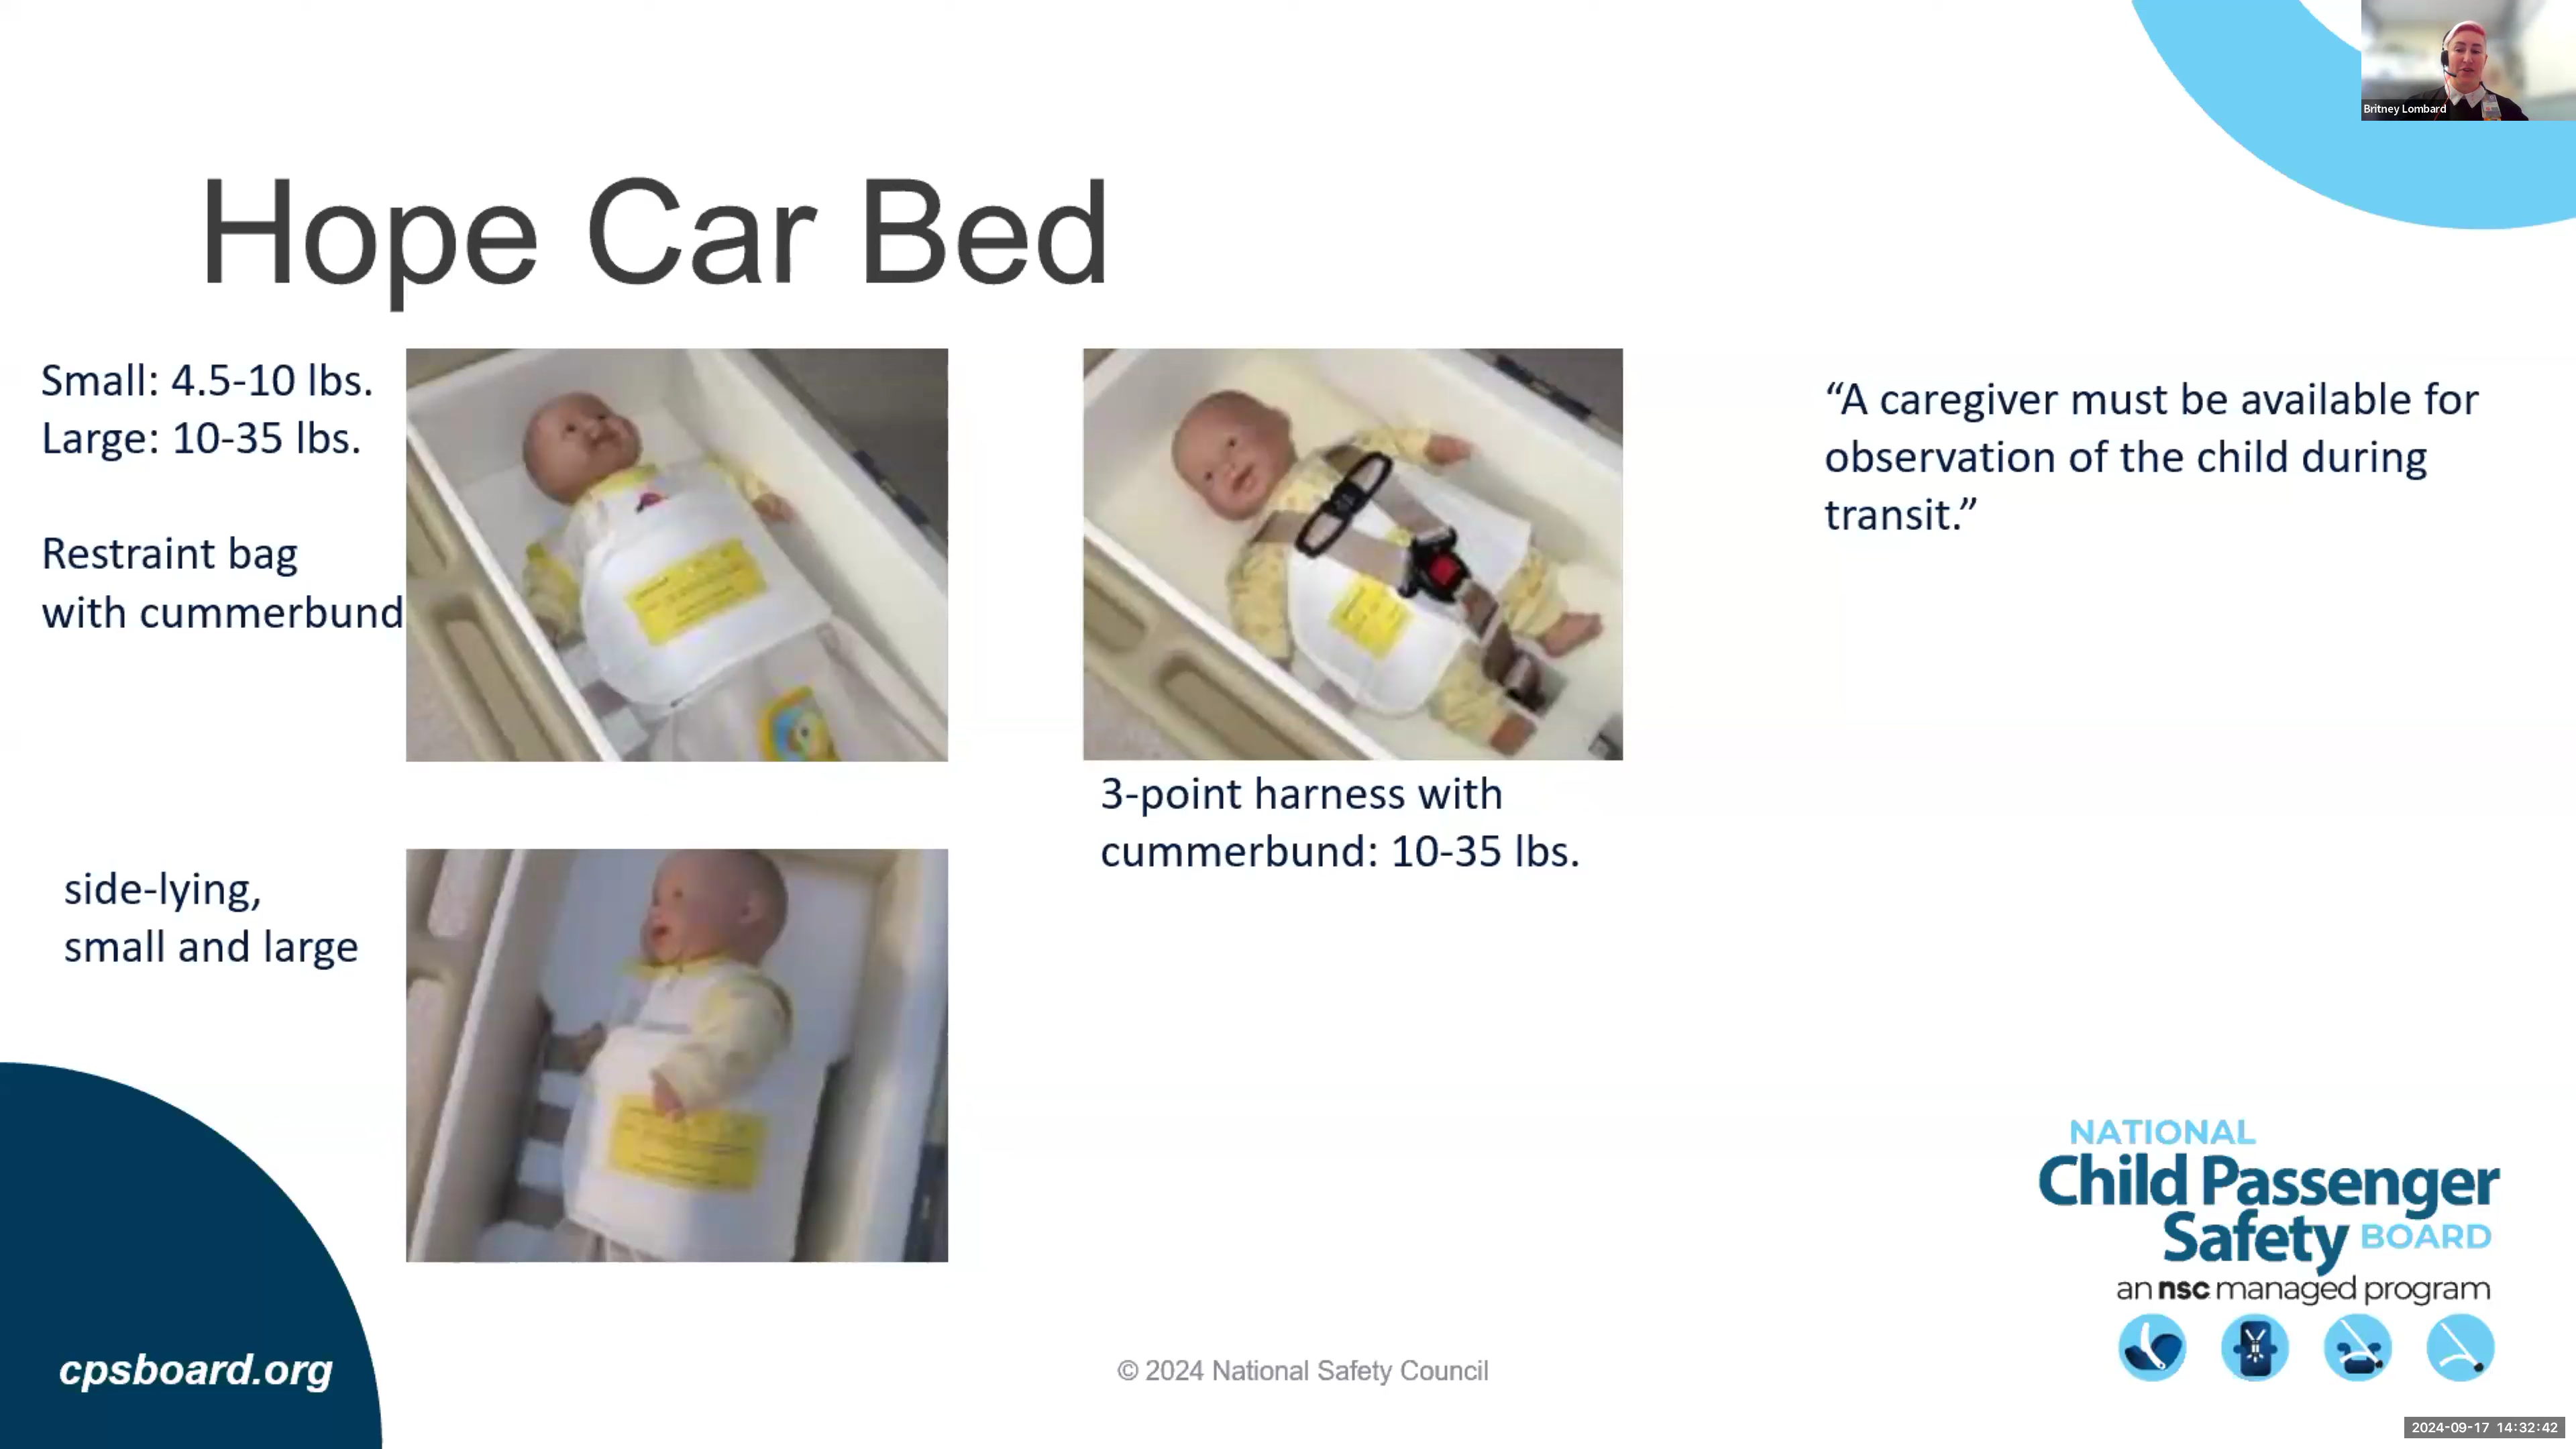 Britney Lombard
Hope Car Bed
Small: 4.5-10 lbs.
Large: 10-35 lbs.
Restraint bag
with cummerbund
“A caregiver must be available for
observation of the child during
transit.”
3-point harness with
cummerbund: 10-35 lbs.
side-lying,
small and large
NATIONAL
Child Passenger
Safety BOARD
an nsc managed program
cpsboard.org
© 2024 National Safety Council
2024-09-17 14:32:42